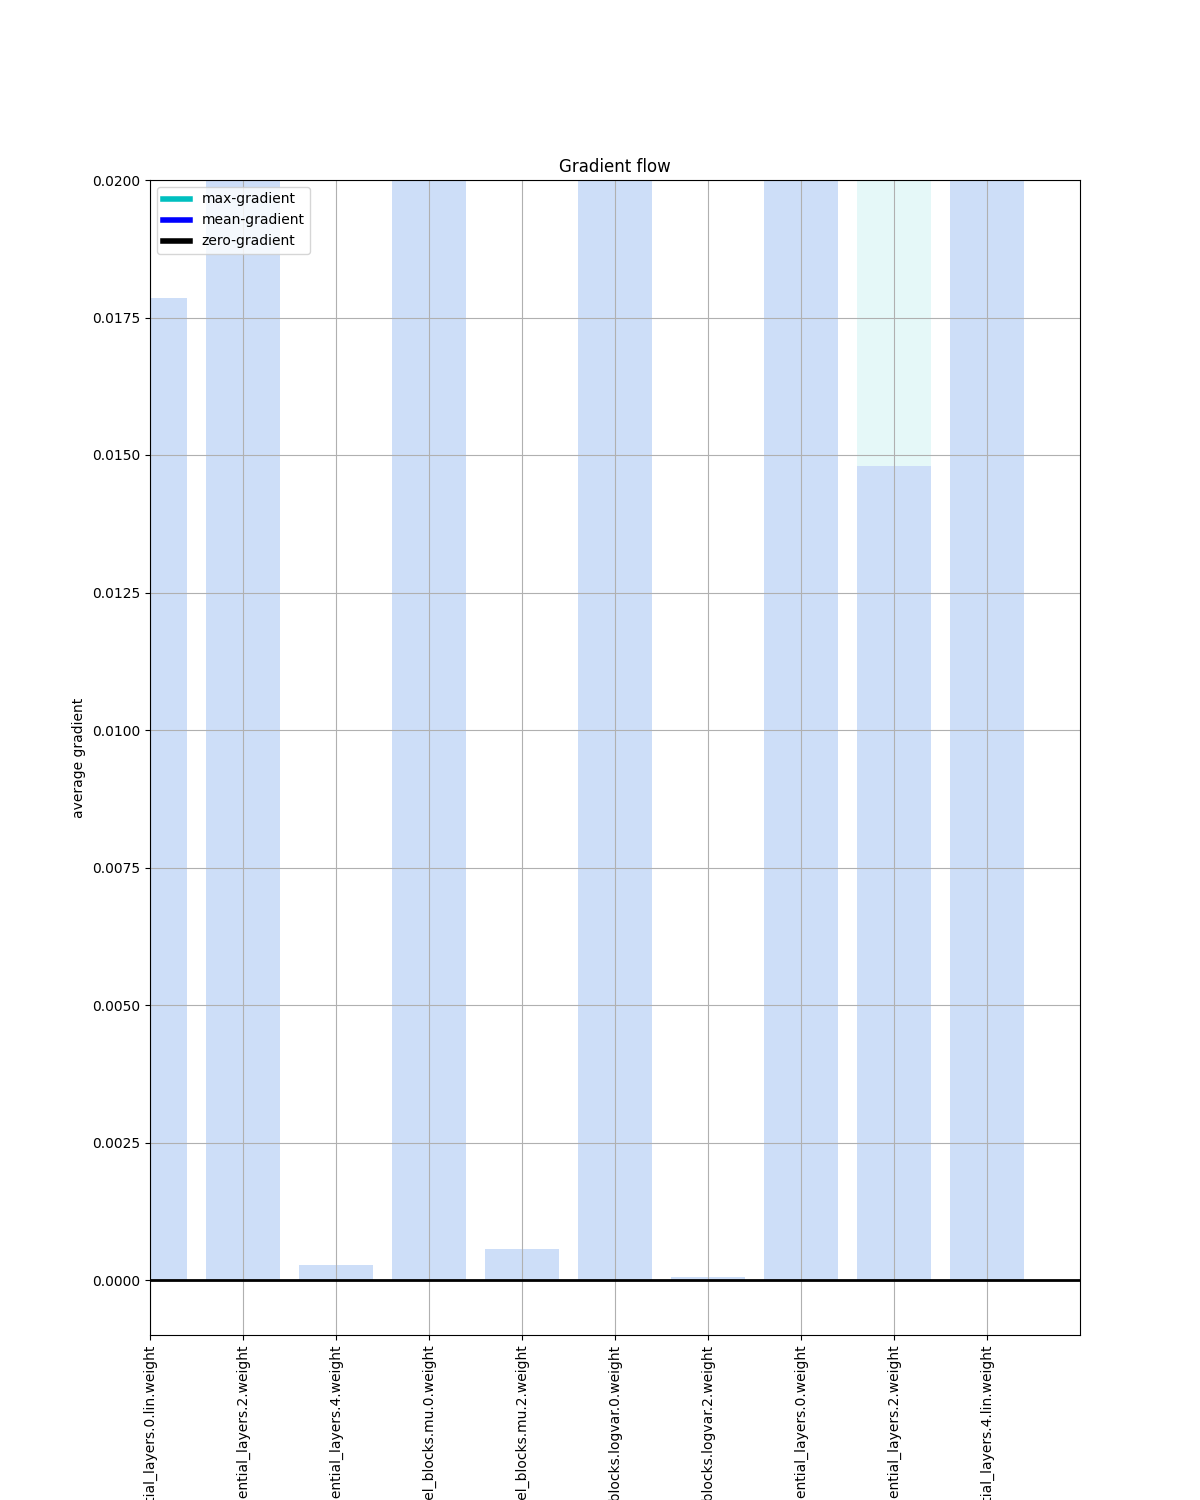 Gradient flow
max-gradient
mean-gradient
zero-gradient
0.0200
0.0175
0.0150
0.0125
0.0100
0.0075
0.0050
0.0025
0.0000
average gradient
tial_layers.0.lin.weight
ential_layers.2.weight
ential_layers.4.weight
el_blocks.mu.0.weight
el_blocks.mu.2.weight
blocks.logvar.0.weight
blocks.logvar.2.weight
ential_layers.0.weight
ential_layers.2.weight
tial_layers.4.lin.weight